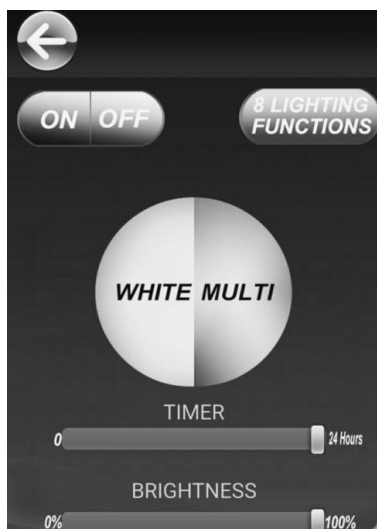 ON OFF
8 LIGHTING
FUNCTIONS
WHITE MULTI
TIMER
0 24 Hours
BRIGHTNESS
0% 100%